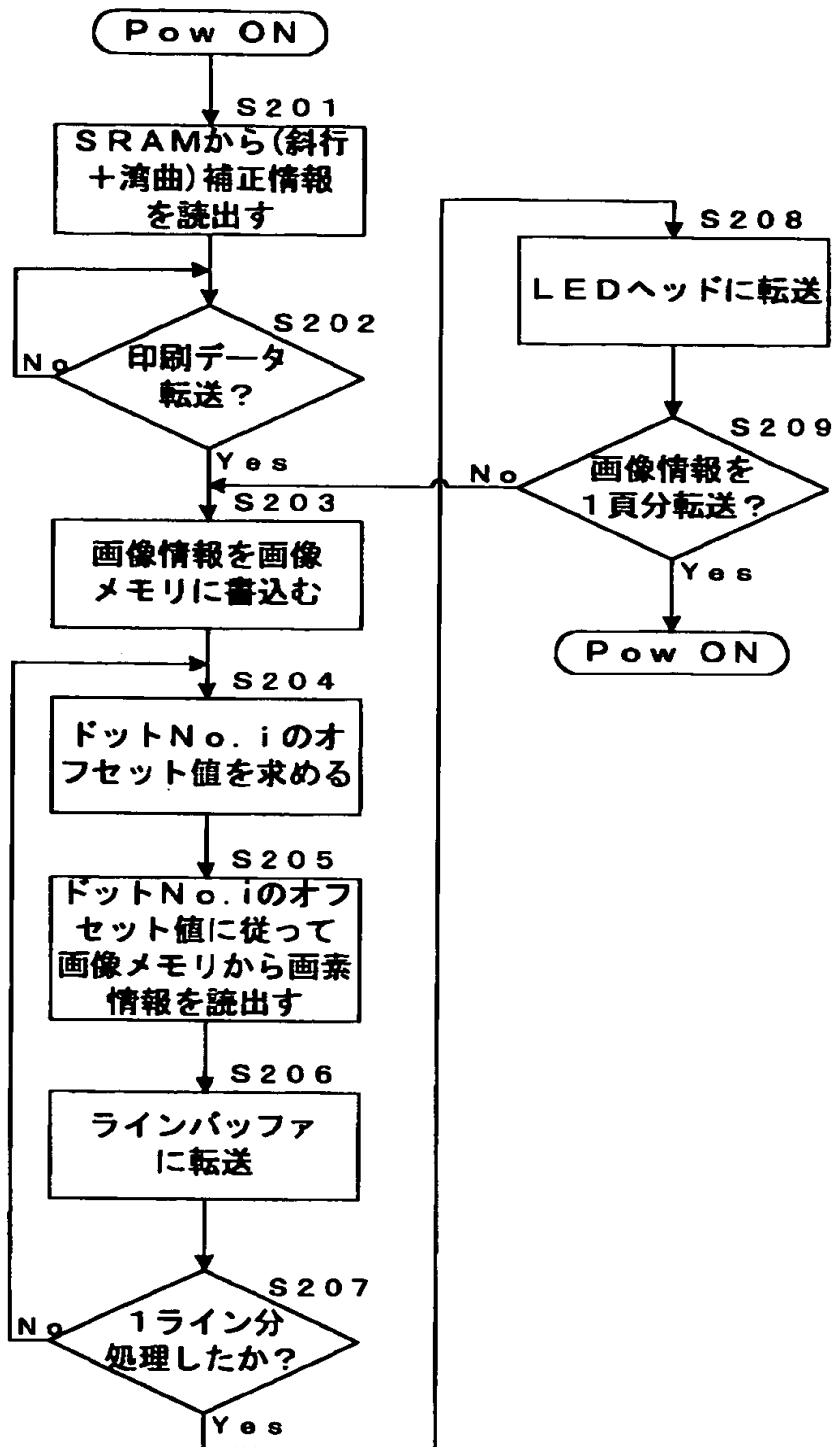 Pow ON
S201
SRAMから(斜行
+湾曲)補正情報
を読出す
S202
印刷データ
転送?
No
Yes
S203
画像情報を画像
メモリに書込む
S204
ドットNo.iのオ
フセット値を求める
S205
ドットNo.iのオフ
セット値に従って
画像メモリから画素
情報を読出す
S206
ラインバッファ
に転送
S207
1ライン分
処理したか?
No
Yes
S208
LEDヘッドに転送
S209
画像情報を
1頁分転送?
No
Yes
Pow ON